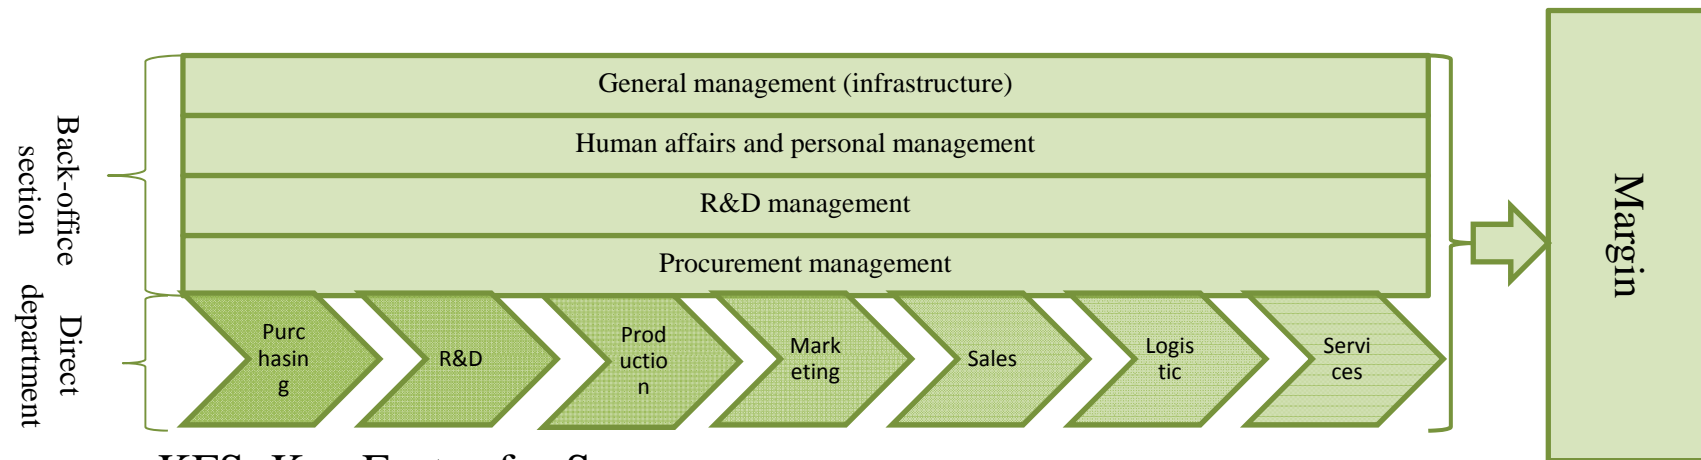 General management (infrastructure)
Human affairs and personal management
R&D management
Procurement management
Back-office
section
Direct
department
Purc
hasin
g
R&D
Prod
uctio
n
Mark
eting
Sales
Logis
tic
Servi
ces
Margin